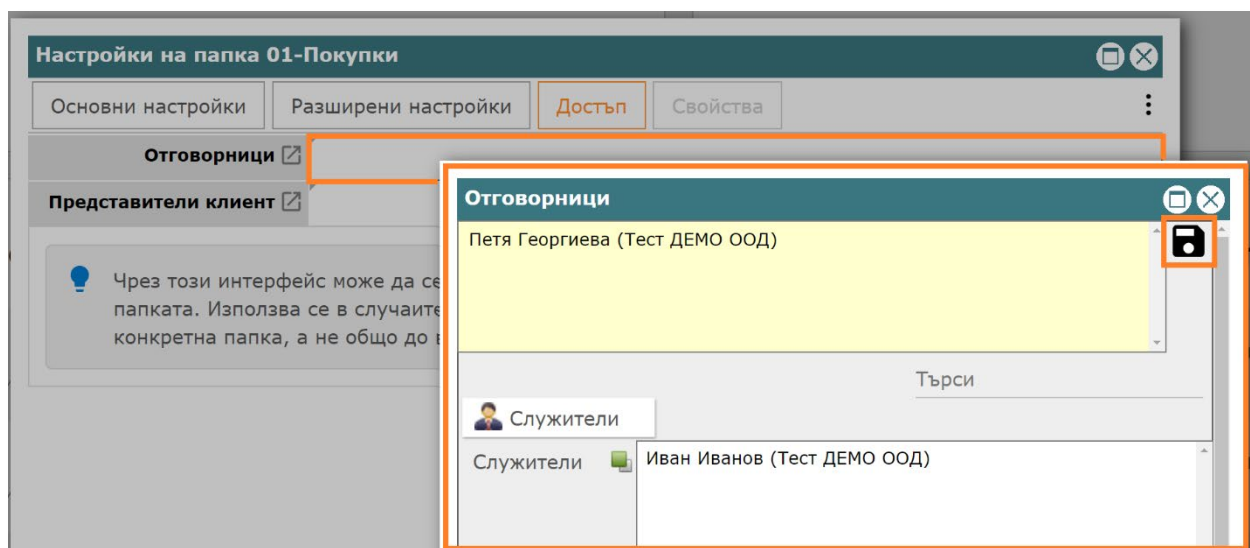 Настройки на папка 01-Покупки
Основни настройки Разширени настройки Достъп Свойства
Отговорници
Представители клиент
Чрез този интерфейс може да се
папката. Използва се в случаите
конкретна папка, а не общо до
Отговорници
Петя Георгиева (Тест ДЕМО ООД)
Търси
Служители
Служители Иван Иванов (Тест ДЕМО ООД)